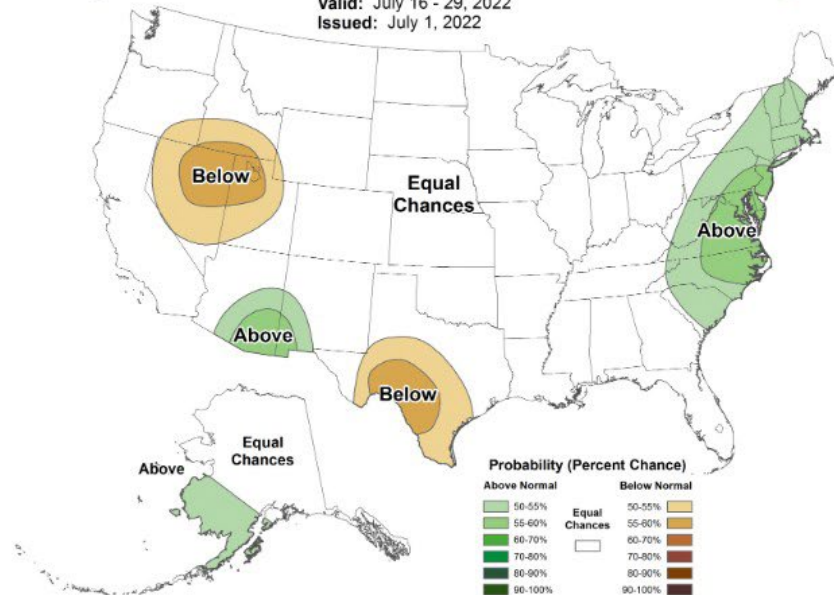 Valid: July 16 - 29, 2022
Issued: July 1, 2022
Below
Equal
Chances
Above
Above
Below
Above
Equal
Chances
Probability (Percent Chance)
Above Normal
Below Normal
50-55%
55-60%
60-70%
70-80%
80-90%
90-100%
Equal
Chances
50-55%
55-60%
60-70%
70-80%
80-90%
90-100%